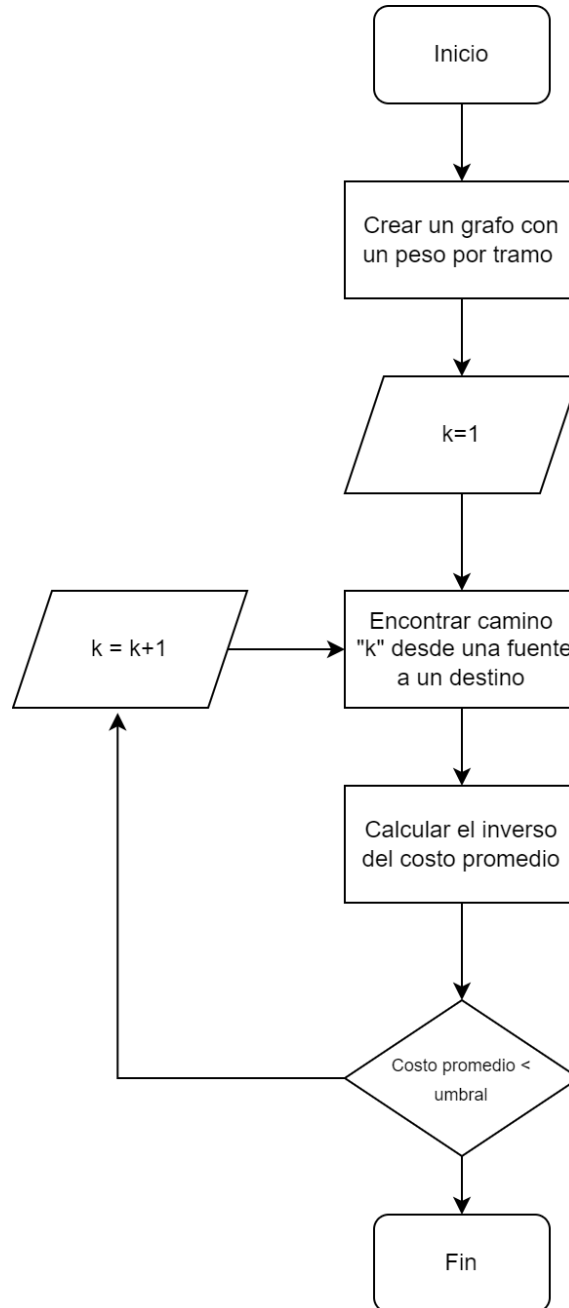 Inicio
Crear un grafo con
un peso por tramo
k=1
k = k+1
Encontrar camino
"k" desde una fuente
a un destino
Calcular el inverso
del costo promedio
Costo promedio <
umbral
Fin